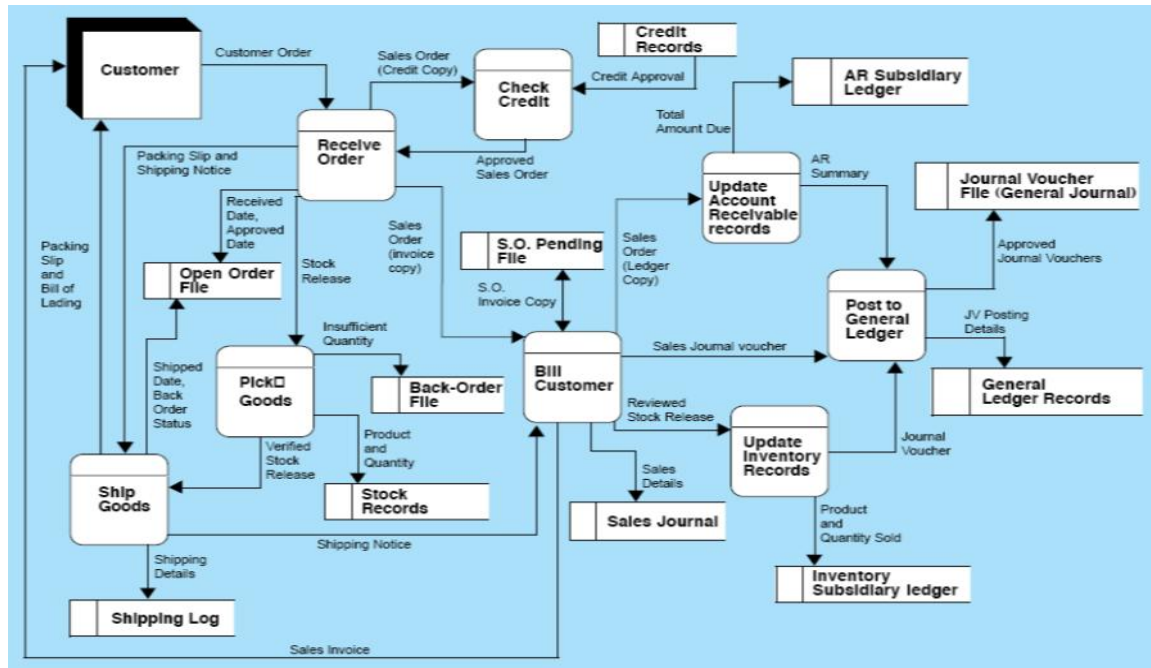 Customer
Customer Order
Sales Order
(Credit Copy)
Check
Credit
Credit
Records
Credit Approval
AR Subsidiary
Ledger
Total
Amount Due
Receive
Order
Approved
Sales Order
Packing Slip and
Shipping Notice
Update
Account
Receivable
records
AR
Summary
Journal Voucher
File (General Journal)
Received
Date,
Approved
Date
Sales
Order
(invoice
copy)
S.O. Pending
File
Sales
Order
(Ledger
Copy)
Approved
Journal Vouchers
Packing
Slip
and
Bill of
Lading
Open Order
File
Stock
Release
S.O.
Invoice Copy
Post to
General
Ledger
JV Posting
Details
Insufficient
Quantity
Sales Journal voucher
Shipped
Date,
Back
Order
Status
Pick
Goods
Back-Order
File
Bill
Customer
General
Ledger Records
Reviewed
Stock Release
Verified
Stock
Release
Product
and
Quantity
Update
Inventory
Records
Journal
Voucher
Ship
Goods
Stock
Records
Sales
Details
Sales Journal
Product
and
Quantity Sold
Shipping Notice
Shipping
Details
Inventory
Subsidiary ledger
Shipping Log
Sales Invoice